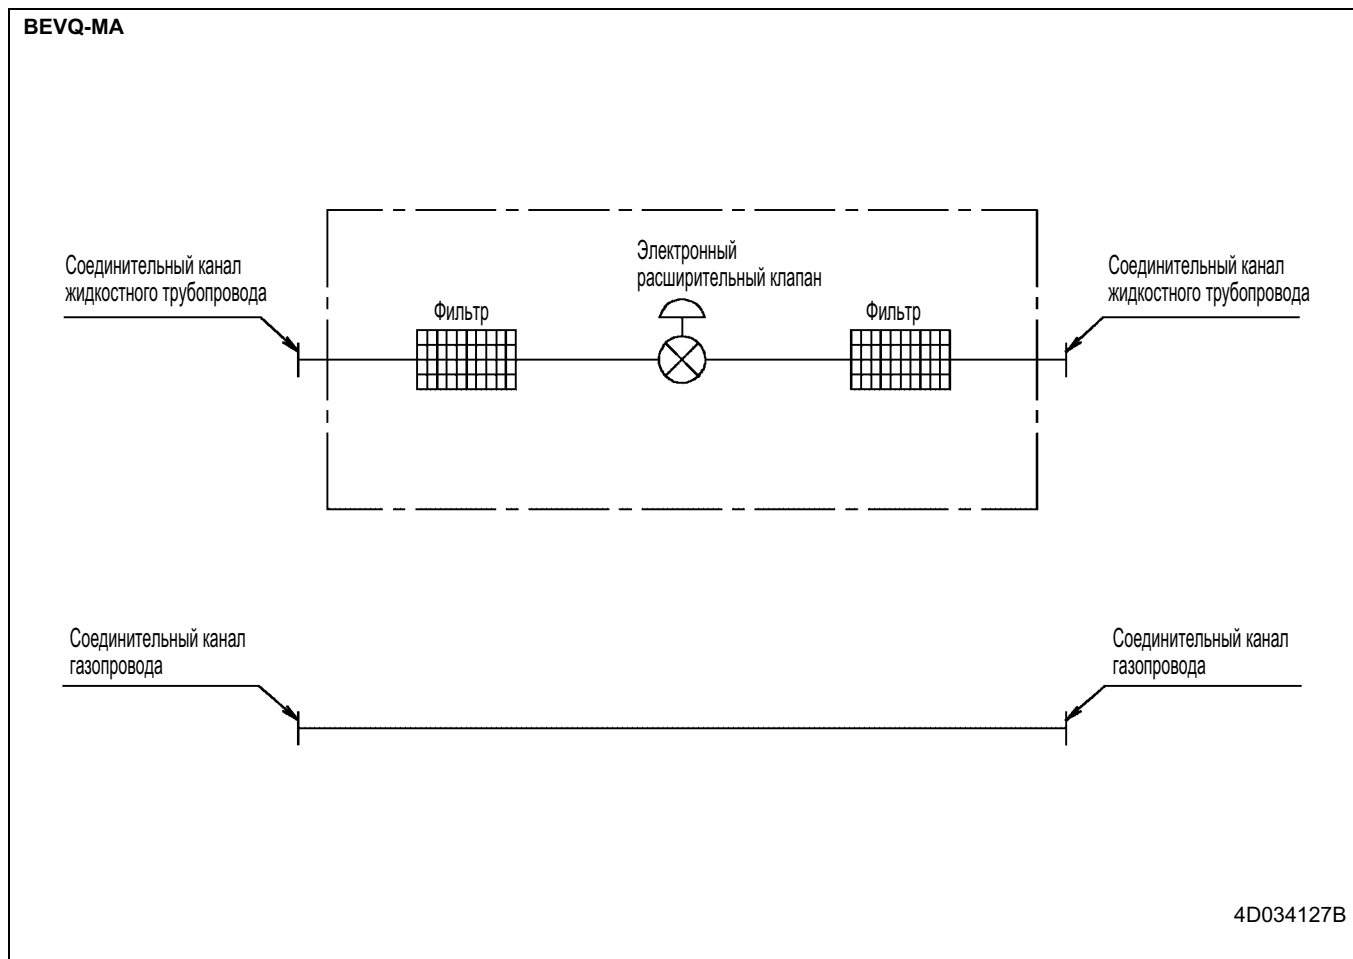 BEVQ-MA
Электронный
расширительный клапан
Соединительный канал
жидкостного трубопровода
Соединительный канал
жидкостного трубопровода
Фильтр
Фильтр
Соединительный канал
газопровода
Соединительный канал
газопровода
4D034127B